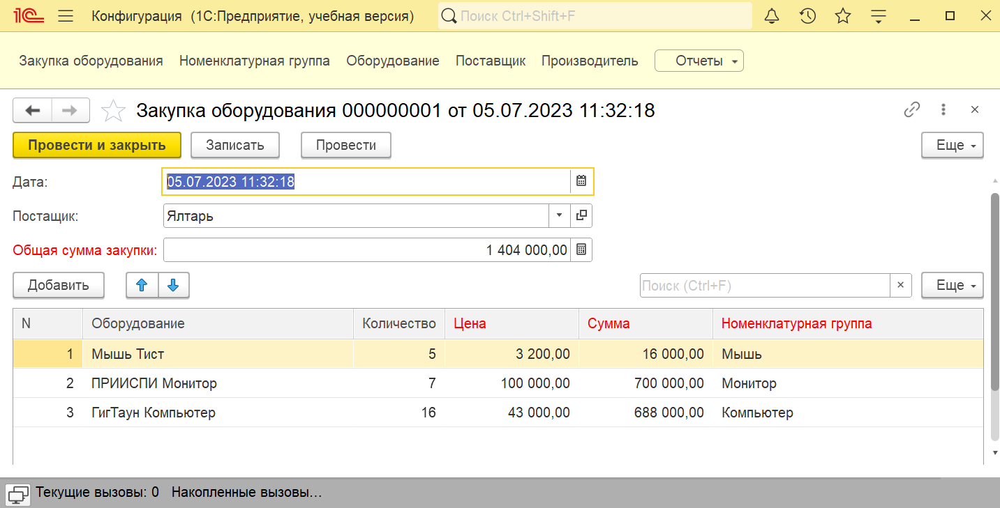 1С Конфигурация (1С:Предприятие, учебная версия) Поиск Ctrl+Shift+F
Закупка оборудования Номенклатурная группа Оборудование Поставщик Производитель Отчеты
Закупка оборудования 000000001 от 05.07.2023 11:32:18
Провести и закрыть Записать Провести Еще
Дата: 05.07.2023 11:32:18
Постащик: Ялтарь
Общая сумма закупки: 1 404 000,00
Добавить Поиск (Ctrl+F) × Еще
N Оборудование Количество Цена Сумма Номенклатурная группа
1 Мышь Тист 5 3 200,00 16 000,00 Мышь
2 ПРИИСПИ Монитор 7 100 000,00 700 000,00 Монитор
3 ГигТаун Компьютер 16 43 000,00 688 000,00 Компьютер
Текущие вызовы: 0 Накопленные вызовы...